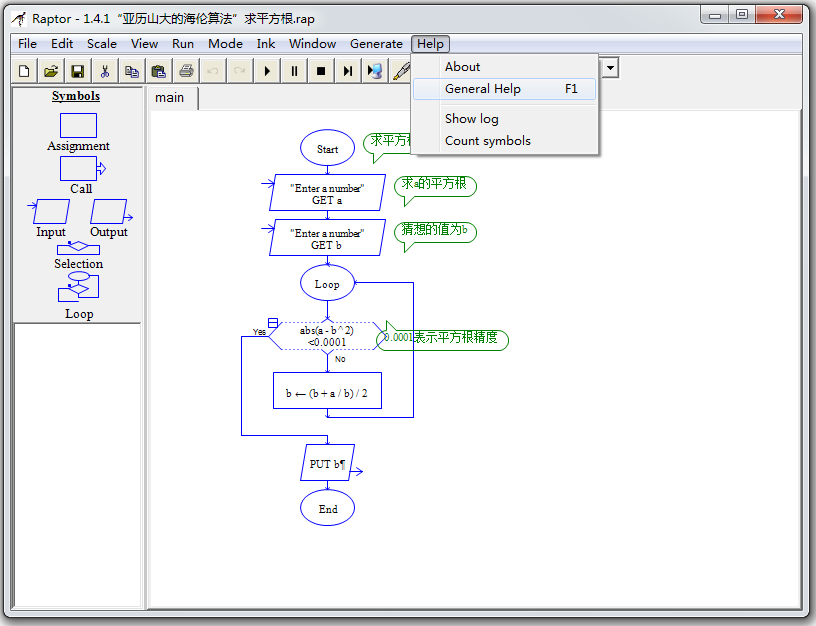 Raptor - 1.4.1 “亚历山大的海伦算法”求平方根.rap
File Edit Scale View Run Mode Ink Window Generate Help
About
General Help F1
Show log
Count symbols
Symbols
Assignment
Call
Input Output
Selection
Loop
main
Start
求平方
"Enter a number"
GET a
求a的平方根
"Enter a number"
GET b
猜想的值为b
Loop
Yes
abs(a - b ^ 2)
<0.0001
0.0001表示平方根精度
No
b ← (b + a / b) / 2
PUT b¶
End